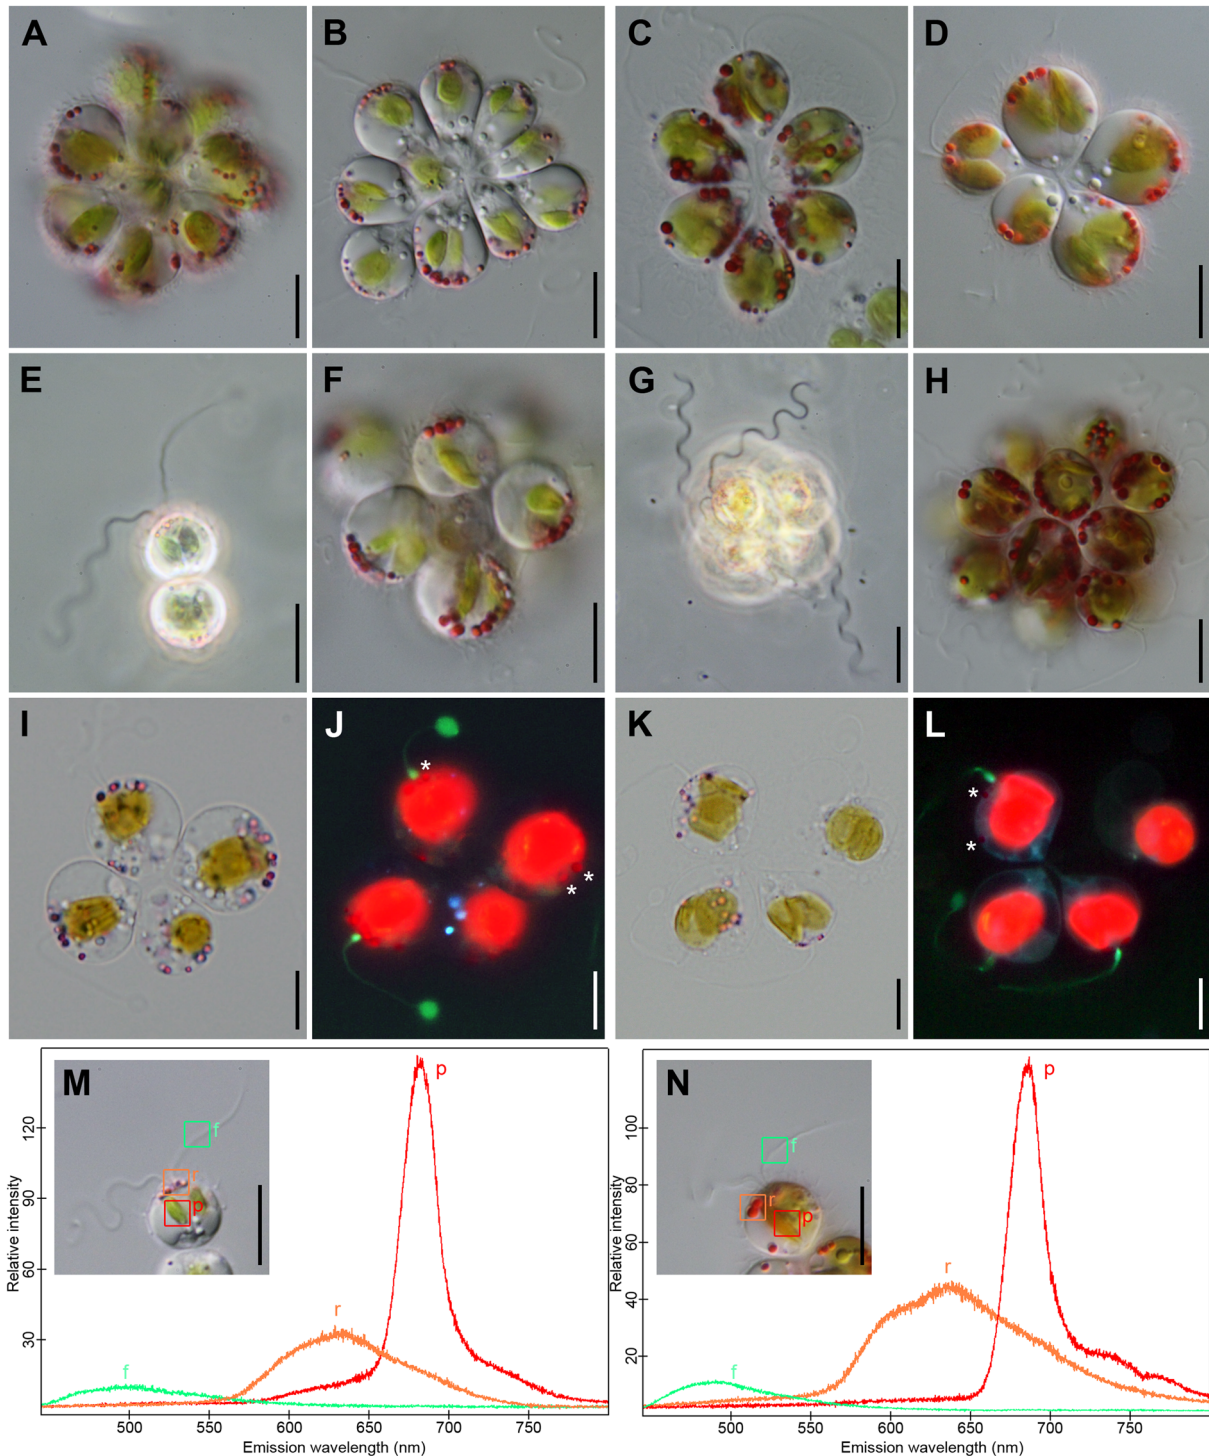 A
B
C
D
E
F
G
H
I
J
*
*
*
K
L
*
*
M
f
r
p
p
r
f
120
90
60
30
500
550
600
650
700
750
Relative intensity
Emission wavelength (nm)
N
f
r
p
p
r
f
100
80
60
40
20
500
550
600
650
700
750
Relative intensity
Emission wavelength (nm)